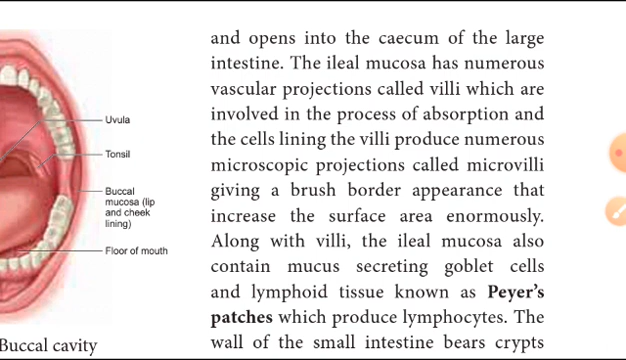 Uvula
Tonsil
Buccal
mucosa (lip
and cheek
lining)
Floor of mouth
Buccal cavity
and opens into the caecum of the large
intestine. The ileal mucosa has numerous
vascular projections called villi which are
involved in the process of absorption and
the cells lining the villi produce numerous
microscopic projections called microvilli
giving a brush border appearance that
increase the surface area enormously.
Along with villi, the ileal mucosa also
contain mucus secreting goblet cells
and lymphoid tissue known as Peyer's
patches which produce lymphocytes. The
wall of the small intestine bears crypts